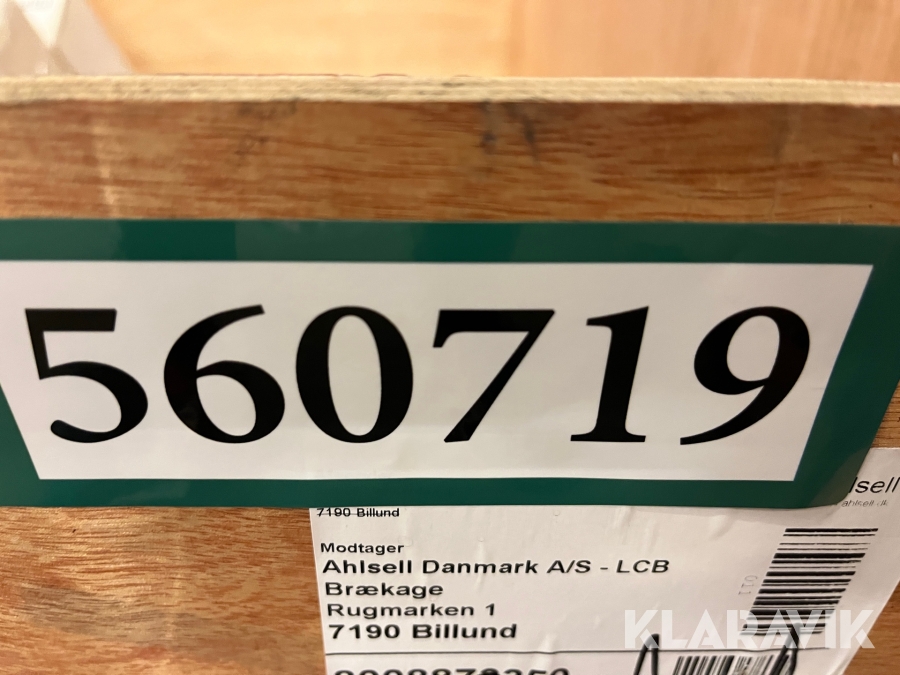 560719
7190 Billund
Modtager
Ahlsell Danmark A/S - LCB
Brækage
Rugmarken 1
7190 Billund
KLARAVIK